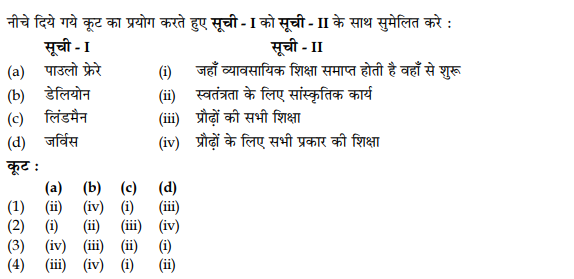 नीचे दिये गये कूट का प्रयोग करते हुए सूची - I को सूची - II के साथ सुमेलित करे :
सूची - I सूची - II
(a) पाउलो फ्रेरे (i) जहाँ व्यावसायिक शिक्षा समाप्त होती है वहाँ से शुरू
(b) डेलियोन (ii) स्वतंत्रता के लिए सांस्कृतिक कार्य
(c) लिंडमैन (iii) प्रौढ़ों की सभी शिक्षा
(d) जर्विस (iv) प्रौढ़ों के लिए सभी प्रकार की शिक्षा
कूट :
(a) (b) (c) (d)
(1) (ii) (iv) (i) (iii)
(2) (i) (ii) (iii) (iv)
(3) (iv) (iii) (ii) (i)
(4) (iii) (iv) (i) (ii)